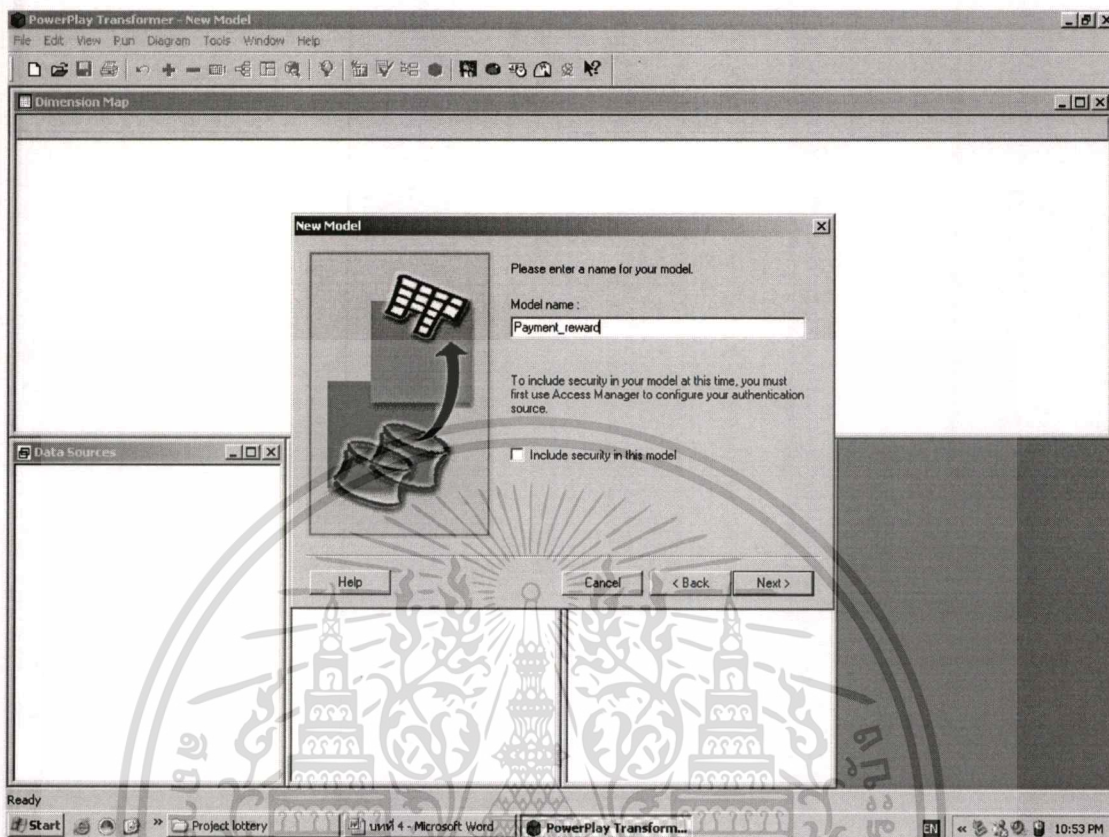 PowerPlay Transformer - New Model
File Edit View Run Diagram Tools Window Help
Dimension Map
New Model
Please enter a name for your model.
Model name :
Payment_reward
To include security in your model at this time, you must
first use Access Manager to configure your authentication
source.
Include security in this model
Help Cancel < Back Next >
Data Sources
Ready
Start » Project lottery บทที่ 4 - Microsoft Word PowerPlay Transform... EN « 10:53 PM